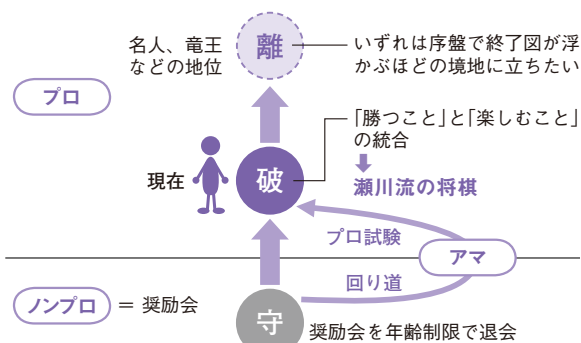 名人、竜王
などの地位
離
いずれは序盤で終了図が浮
かぶほどの境地に立ちたい
プロ
「勝つこと」と「楽しむこと」
の統合
現在
破
瀬川流の将棋
プロ試験
アマ
回り道
ノンプロ = 奨励会
守
奨励会を年齢制限で退会